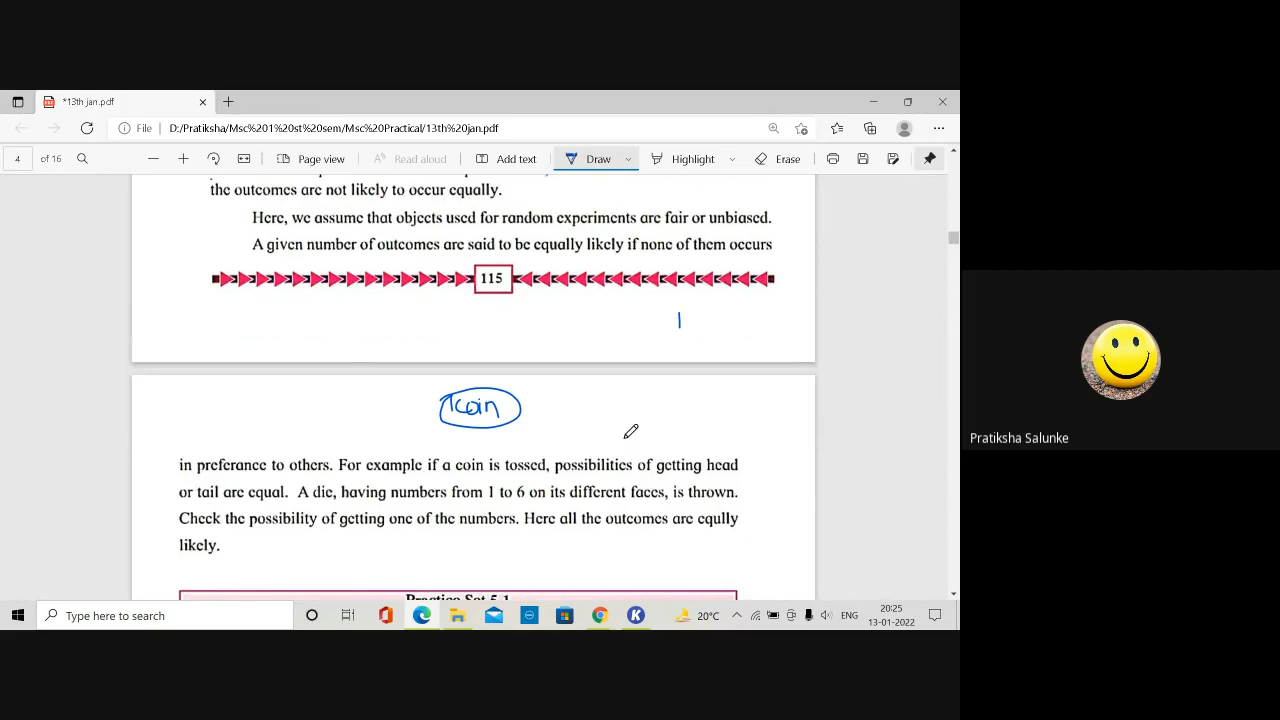 *13th jan.pdf
File
D:/Pratiksha/Msc%201%20st%20sem/Msc%20Practical/13th%20jan.pdf
4 of 16
Page view
Read aloud
Add text
Draw
Highlight
Erase
the outcomes are not likely to occur equally.
Here, we assume that objects used for random experiments are fair or unbiased.
A given number of outcomes are said to be equally likely if none of them occurs
115
1coin
in preferance to others. For example if a coin is tossed, possibilities of getting head
or tail are equal. A die, having numbers from 1 to 6 on its different faces, is thrown.
Check the possibility of getting one of the numbers. Here all the outcomes are eqully
likely.
Practice Set 5.1
Type here to search
20°C
ENG
20:25
13-01-2022
Pratiksha Salunke